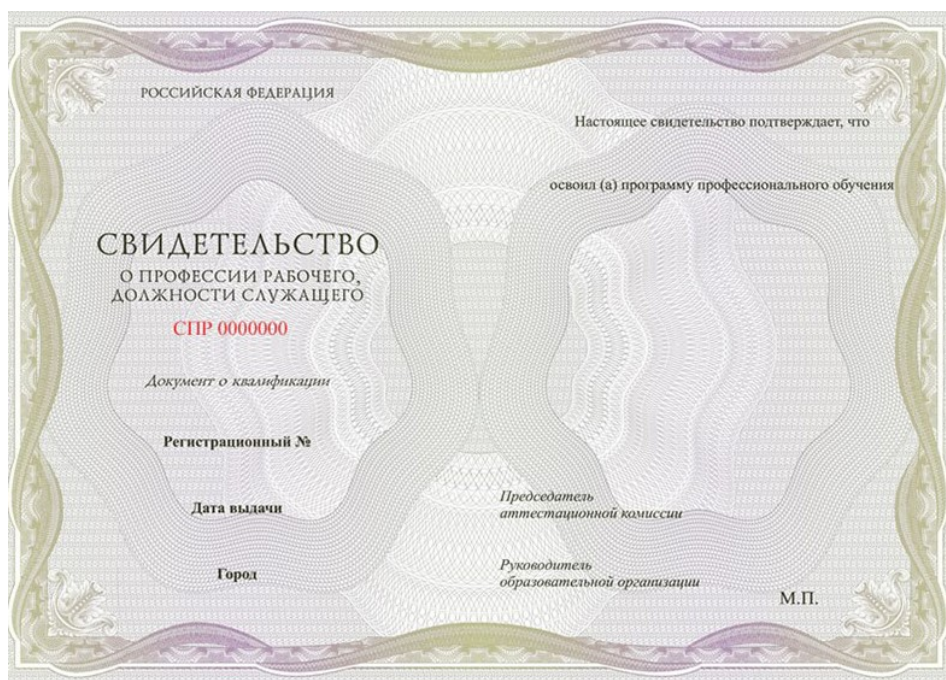 РОССИЙСКАЯ ФЕДЕРАЦИЯ
СВИДЕТЕЛЬСТВО
О ПРОФЕССИИ РАБОЧЕГО,
ДОЛЖНОСТИ СЛУЖАЩЕГО
СПР 0000000
Документ о квалификации
Регистрационный №
Дата выдачи
Город
Настоящее свидетельство подтверждает, что
освоил (а) программу профессионального обучения
Председатель
аттестационной комиссии
Руководитель
образовательной организации
М.П.